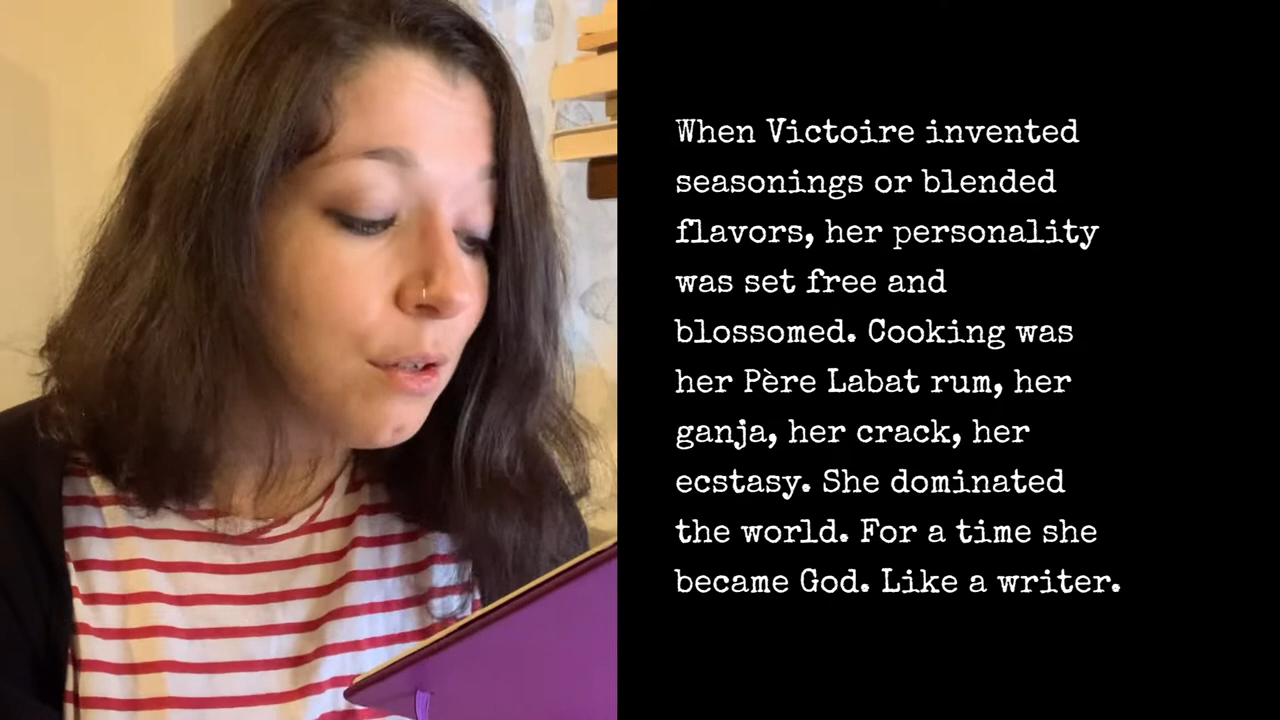 When Victoire invented
seasonings or blended
flavors, her personality
was set free and
blossomed. Cooking was
her Père Labat rum, her
ganja, her crack, her
ecstasy. She dominated
the world. For a time she
became God. Like a writer.